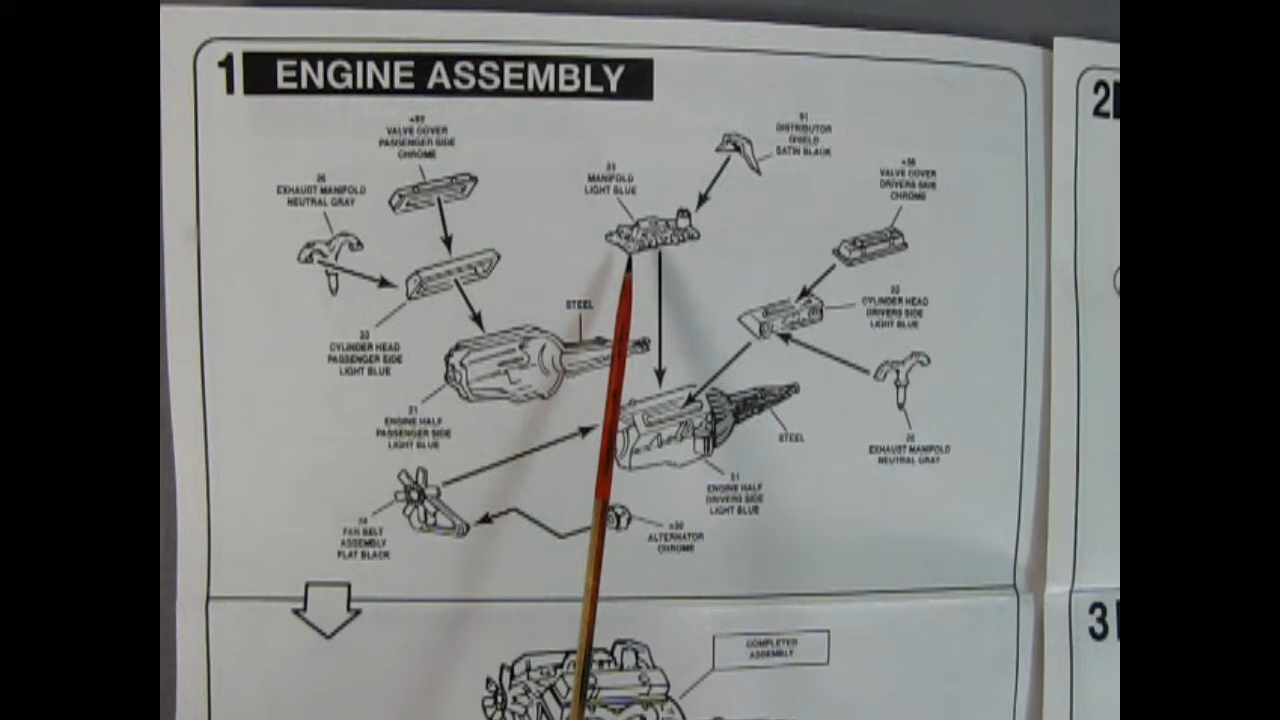 1 ENGINE ASSEMBLY
VALVE COVER
PASSENGER SIDE
CHROME
DISTRIBUTOR
SHIELD
SATIN BLACK
MANIFOLD
LIGHT BLUE
VALVE COVER
DRIVERS SIDE
CHROME
EXHAUST MANIFOLD
NEUTRAL GRAY
STEEL
CYLINDER HEAD
DRIVERS SIDE
LIGHT BLUE
CYLINDER HEAD
PASSENGER SIDE
LIGHT BLUE
21
ENGINE HALF
PASSENGER SIDE
LIGHT BLUE
STEEL
EXHAUST MANIFOLD
NEUTRAL GRAY
ENGINE HALF
DRIVERS SIDE
LIGHT BLUE
FAN BELT
ASSEMBLY
FLAT BLACK
ALTERNATOR
CHROME
COMPLETED
ASSEMBLY
2
3